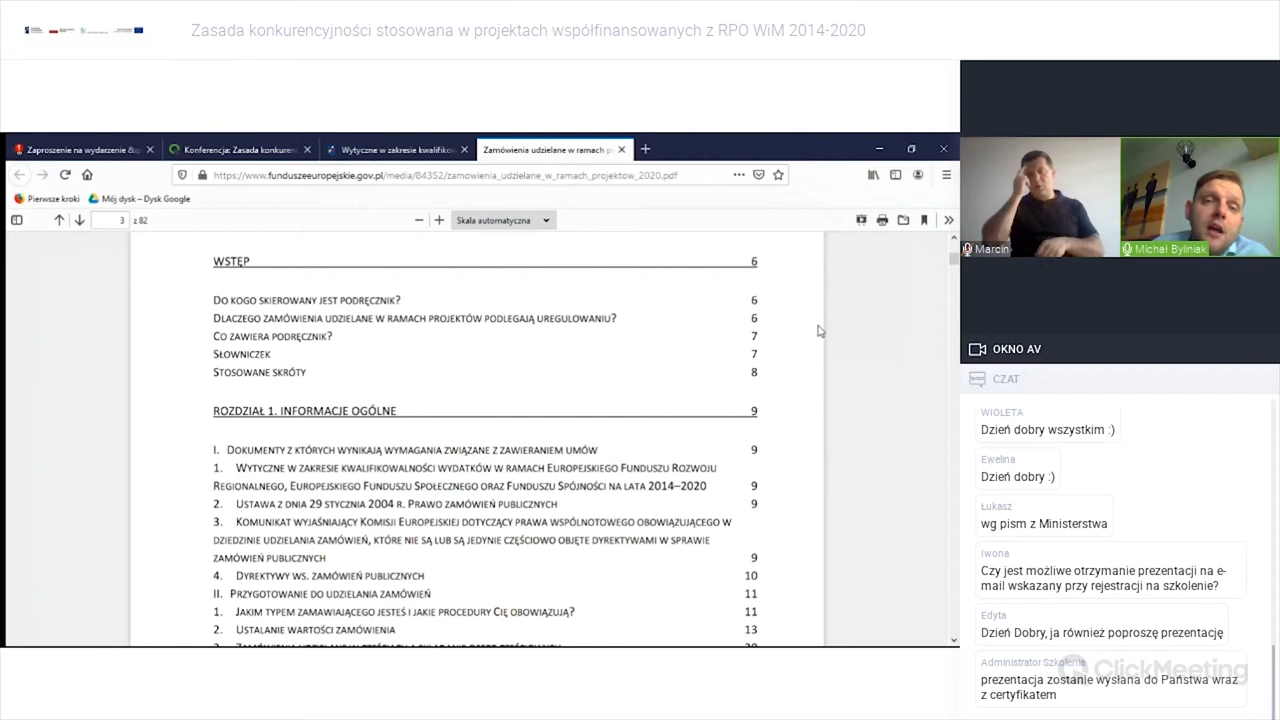 Zasada konkurencyjności stosowana w projektach współfinansowanych z RPO WiM 2014-2020
Zaproszenie na wydarzenie &q
Konferencja: Zasada konkuren
Wytyczne w zakresie kwalifikow
Zamówienia udzielane w ramach p
https://www.funduszeeuropejskie.gov.pl/media/84352/zamowienia_udzielane_w_ramach_projektow_2020.pdf
Pierwsze kroki
Mój dysk – Dysk Google
3 z 82
Skala automatyczna
WSTĘP 6
DO KOGO SKIEROWANY JEST PODRĘCZNIK? 6
DLACZEGO ZAMÓWIENIA UDZIELANE W RAMACH PROJEKTÓW PODLEGAJĄ UREGULOWANIU? 6
CO ZAWIERA PODRĘCZNIK? 7
SŁOWNICZEK 7
STOSOWANE SKRÓTY 8
ROZDZIAŁ 1. INFORMACJE OGÓLNE 9
I. DOKUMENTY Z KTÓRYCH WYNIKAJĄ WYMAGANIA ZWIĄZANE Z ZAWIERANIEM UMÓW 9
1. WYTYCZNE W ZAKRESIE KWALIFIKOWALNOŚCI WYDATKÓW W RAMACH EUROPEJSKIEGO FUNDUSZU ROZWOJU
REGIONALNEGO, EUROPEJSKIEGO FUNDUSZU SPOŁECZNEGO ORAZ FUNDUSZU SPÓJNOŚCI NA LATA 2014–2020 9
2. USTAWA Z DNIA 29 STYCZNIA 2004 R. PRAWO ZAMÓWIEŃ PUBLICZNYCH 9
3. KOMUNIKAT WYJAŚNIAJĄCY KOMISJI EUROPEJSKIEJ DOTYCZĄCY PRAWA WSPÓLNOTOWEGO OBOWIĄZUJĄCEGO W
DZIEDZINIE UDZIELANIA ZAMÓWIEŃ, KTÓRE NIE SĄ LUB SĄ JEDYNIE CZĘŚCIOWO OBJĘTE DYREKTYWAMI W SPRAWIE
ZAMÓWIEŃ PUBLICZNYCH 9
4. DYREKTYWY WS. ZAMÓWIEŃ PUBLICZNYCH 10
II. PRZYGOTOWANIE DO UDZIELANIA ZAMÓWIEŃ 11
1. JAKIM TYPEM ZAMAWIAJĄCEGO JESTEŚ I JAKIE PROCEDURY CIĘ OBOWIĄZUJĄ? 11
2. USTALANIE WARTOŚCI ZAMÓWIENIA 13
Marcin
Michał Byliniak
OKNO AV
CZAT
WIOLETA
Dzień dobry wszystkim :)
Ewelina
Dzień dobry :)
Łukasz
wg pism z Ministerstwa
Iwona
Czy jest możliwe otrzymanie prezentacji na e-
mail wskazany przy rejestracji na szkolenie?
Edyta
Dzień Dobry, ja również poproszę prezentację
Administrator Szkolenia
ClickMeeting
prezentacja zostanie wysłana do Państwa wraz
z certyfikatem